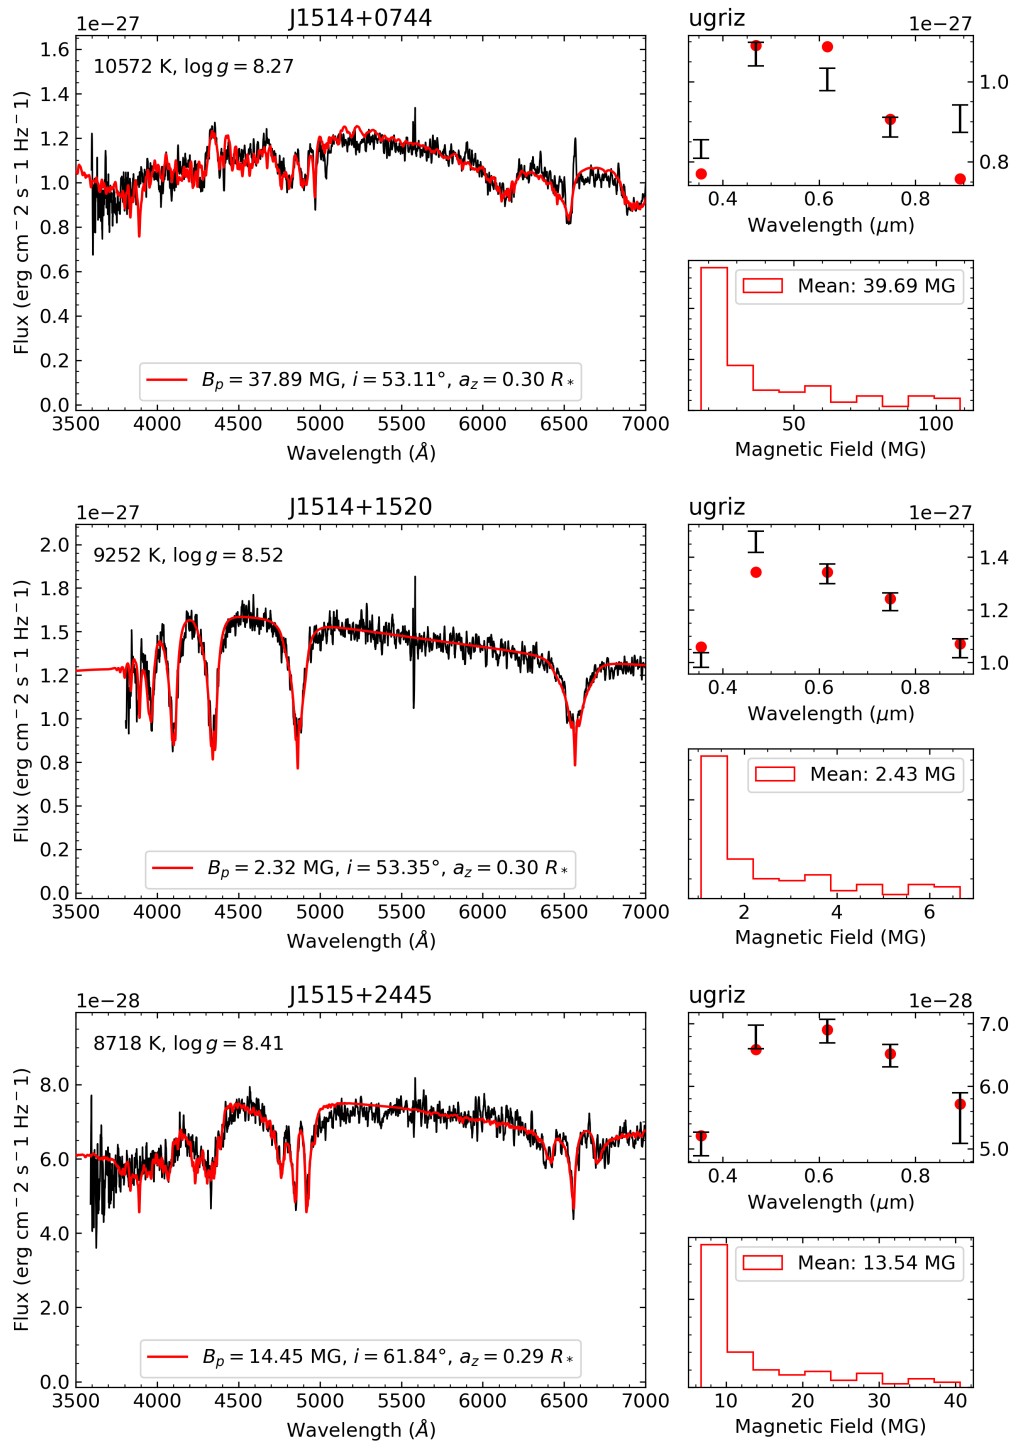 J1514+0744
1e−27
10572 K, log g = 8.27
Flux (erg cm−2 s−1 Hz−1)
1.6
1.4
1.2
1.0
0.8
0.6
0.4
0.2
0.0
3500 4000 4500 5000 5500 6000 6500 7000
Wavelength (Å)
B_p = 37.89 MG, i = 53.11°, a_z = 0.30 R*
ugriz
1e−27
1.0
0.8
0.4 0.6 0.8
Wavelength (μm)
Mean: 39.69 MG
50 100
Magnetic Field (MG)
J1514+1520
1e−27
9252 K, log g = 8.52
Flux (erg cm−2 s−1 Hz−1)
2.0
1.8
1.5
1.2
1.0
0.8
0.5
0.2
0.0
3500 4000 4500 5000 5500 6000 6500 7000
Wavelength (Å)
B_p = 2.32 MG, i = 53.35°, a_z = 0.30 R*
ugriz
1e−27
1.4
1.2
1.0
0.4 0.6 0.8
Wavelength (μm)
Mean: 2.43 MG
2 4 6
Magnetic Field (MG)
J1515+2445
1e−28
8718 K, log g = 8.41
Flux (erg cm−2 s−1 Hz−1)
8.0
6.0
4.0
2.0
0.0
3500 4000 4500 5000 5500 6000 6500 7000
Wavelength (Å)
B_p = 14.45 MG, i = 61.84°, a_z = 0.29 R*
ugriz
1e−28
7.0
6.0
5.0
0.4 0.6 0.8
Wavelength (μm)
Mean: 13.54 MG
10 20 30 40
Magnetic Field (MG)